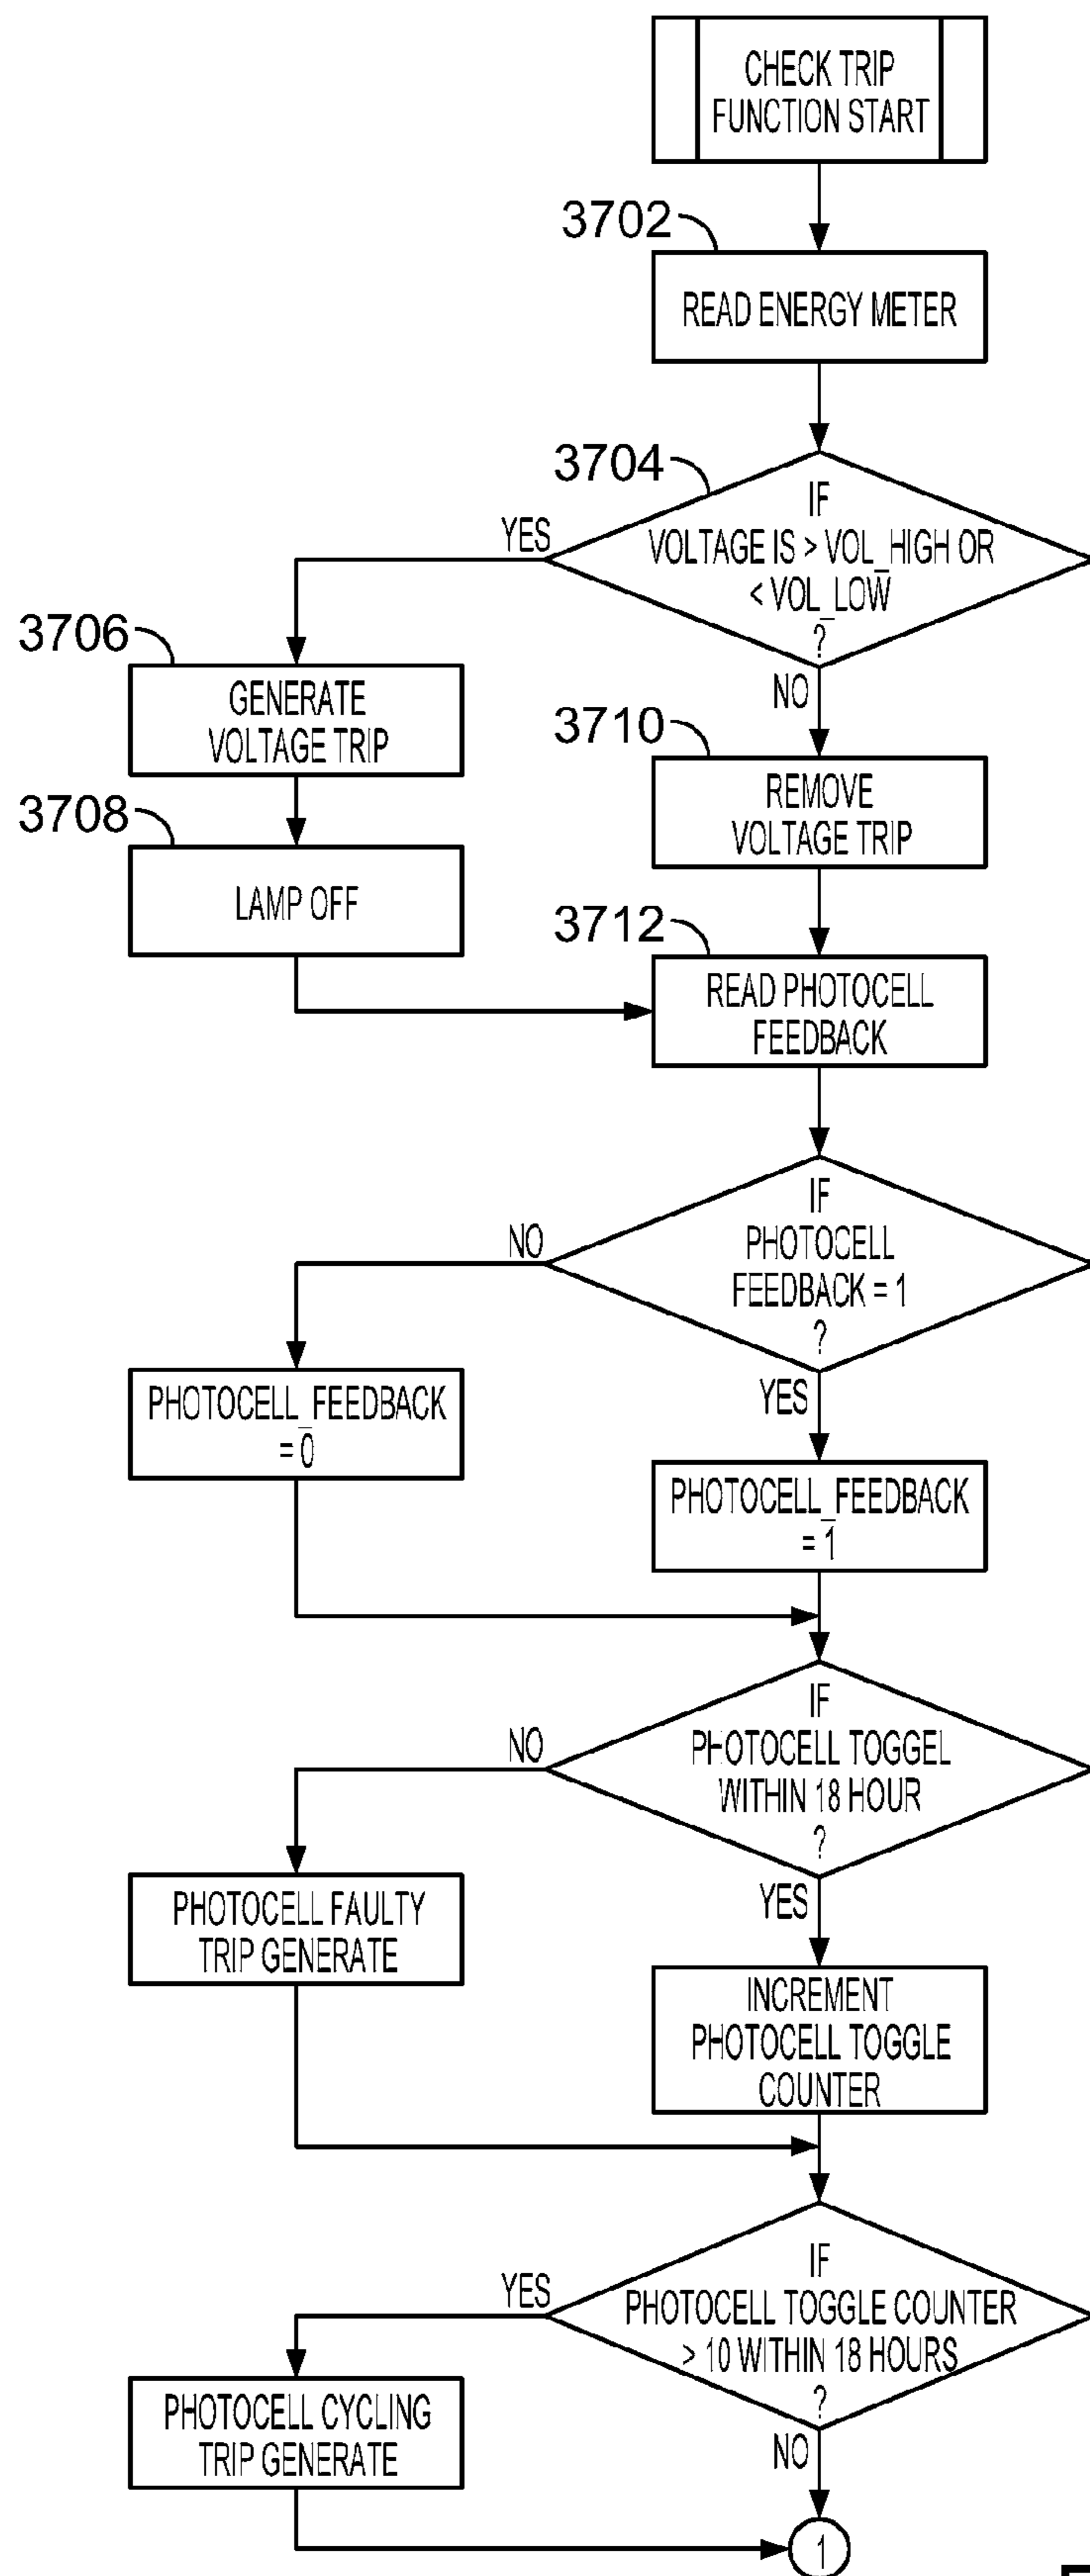 CHECK TRIP
FUNCTION START
3702
READ ENERGY METER
3704
IF
VOLTAGE IS > VOL_HIGH OR
< VOL_LOW
?
YES
NO
3706
GENERATE
VOLTAGE TRIP
3710
REMOVE
VOLTAGE TRIP
3708
LAMP OFF
3712
READ PHOTOCELL
FEEDBACK
IF
PHOTOCELL
FEEDBACK = 1
?
NO
YES
PHOTOCELL_FEEDBACK
= 0
PHOTOCELL_FEEDBACK
= 1
IF
PHOTOCELL TOGGEL
WITHIN 18 HOUR
?
NO
YES
PHOTOCELL FAULTY
TRIP GENERATE
INCREMENT
PHOTOCELL TOGGLE
COUNTER
IF
PHOTOCELL TOGGLE COUNTER
> 10 WITHIN 18 HOURS
?
YES
NO
PHOTOCELL CYCLING
TRIP GENERATE
1